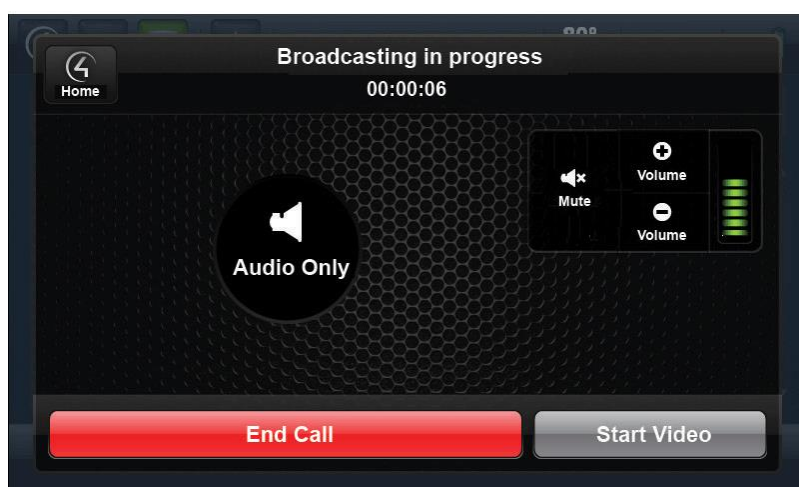 Broadcasting in progress
Home
00:00:06
Volume
Mute
Volume
Audio Only
End Call
Start Video